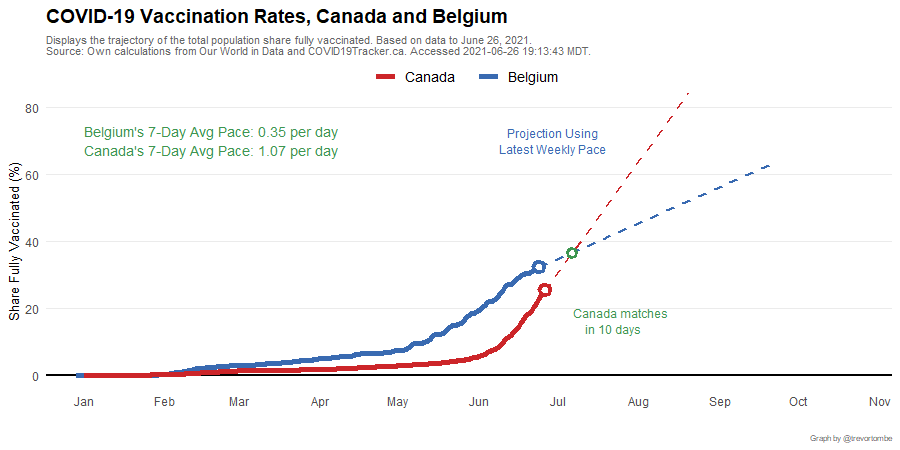 COVID-19 Vaccination Rates, Canada and Belgium
Displays the trajectory of the total population share fully vaccinated. Based on data to June 26, 2021.
Source: Own calculations from Our World in Data and COVID19Tracker.ca. Accessed 2021-06-26 19:13:43 MDT.
Canada
Belgium
Share Fully Vaccinated (%)
80
60
40
20
0
Belgium's 7-Day Avg Pace: 0.35 per day
Canada's 7-Day Avg Pace: 1.07 per day
Projection Using
Latest Weekly Pace
Canada matches
in 10 days
Jan Feb Mar Apr May Jun Jul Aug Sep Oct Nov
Graph by @trevortombe